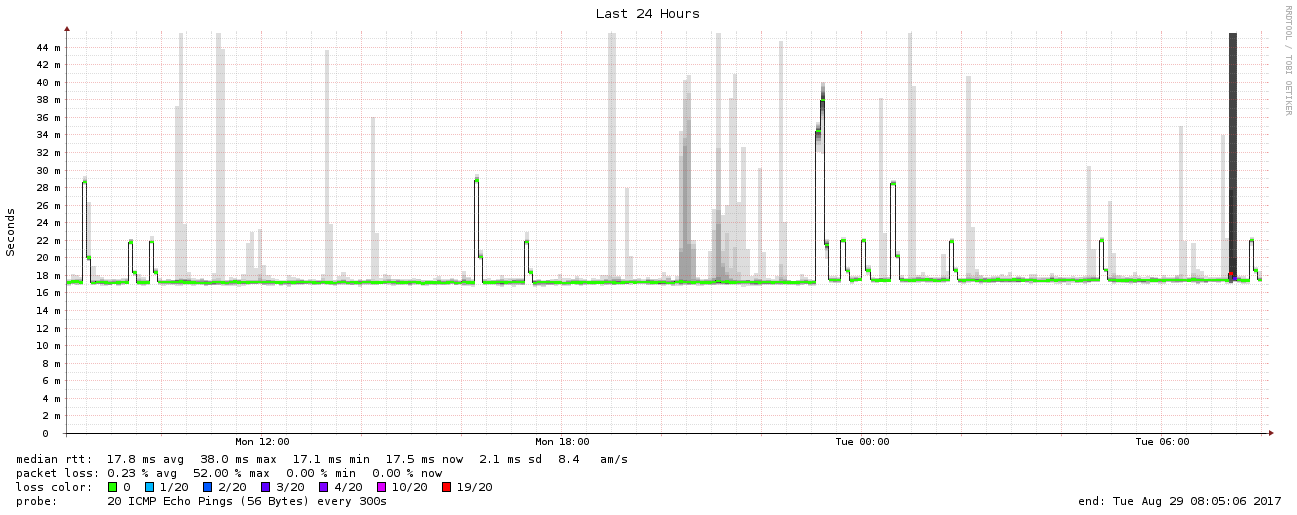 Last 24 Hours
RRDTOOL / TOBI OETIKER
Seconds
44 m
42 m
40 m
38 m
36 m
34 m
32 m
30 m
28 m
26 m
24 m
22 m
20 m
18 m
16 m
14 m
12 m
10 m
8 m
6 m
4 m
2 m
0
Mon 12:00 Mon 18:00 Tue 00:00 Tue 06:00
median rtt: 17.8 ms avg 38.0 ms max 17.1 ms min 17.5 ms now 2.1 ms sd 8.4 am/s
packet loss: 0.23 % avg 52.00 % max 0.00 % min 0.00 % now
loss color: 0 1/20 2/20 3/20 4/20 10/20 19/20
probe: 20 ICMP Echo Pings (56 Bytes) every 300s end: Tue Aug 29 08:05:06 2017